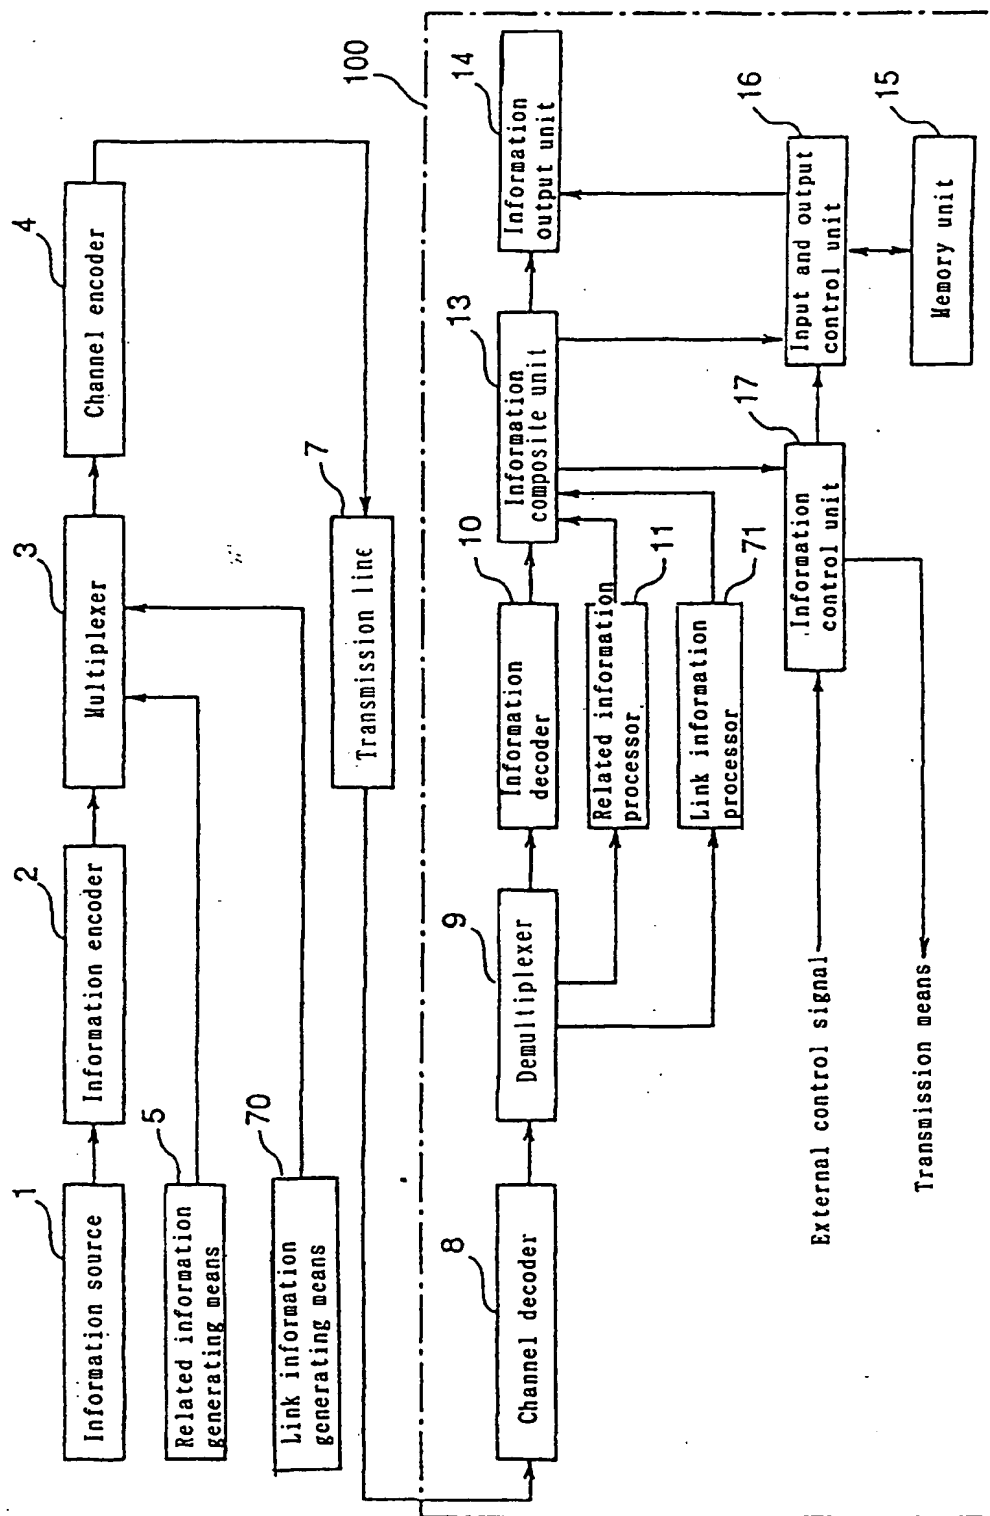 1
Information source
2
Information encoder
3
Multiplexer
4
Channel encoder
5
Related information
generating means
70
Link information
generating means
7
Transmission line
100
8
Channel decoder
9
Demultiplexer
10
Information
decoder
11
Related information
processor
71
Link information
processor
13
Information
composite unit
14
Information
output unit
17
Information
control unit
16
Input and output
control unit
15
Memory unit
External control signal
Transmission means